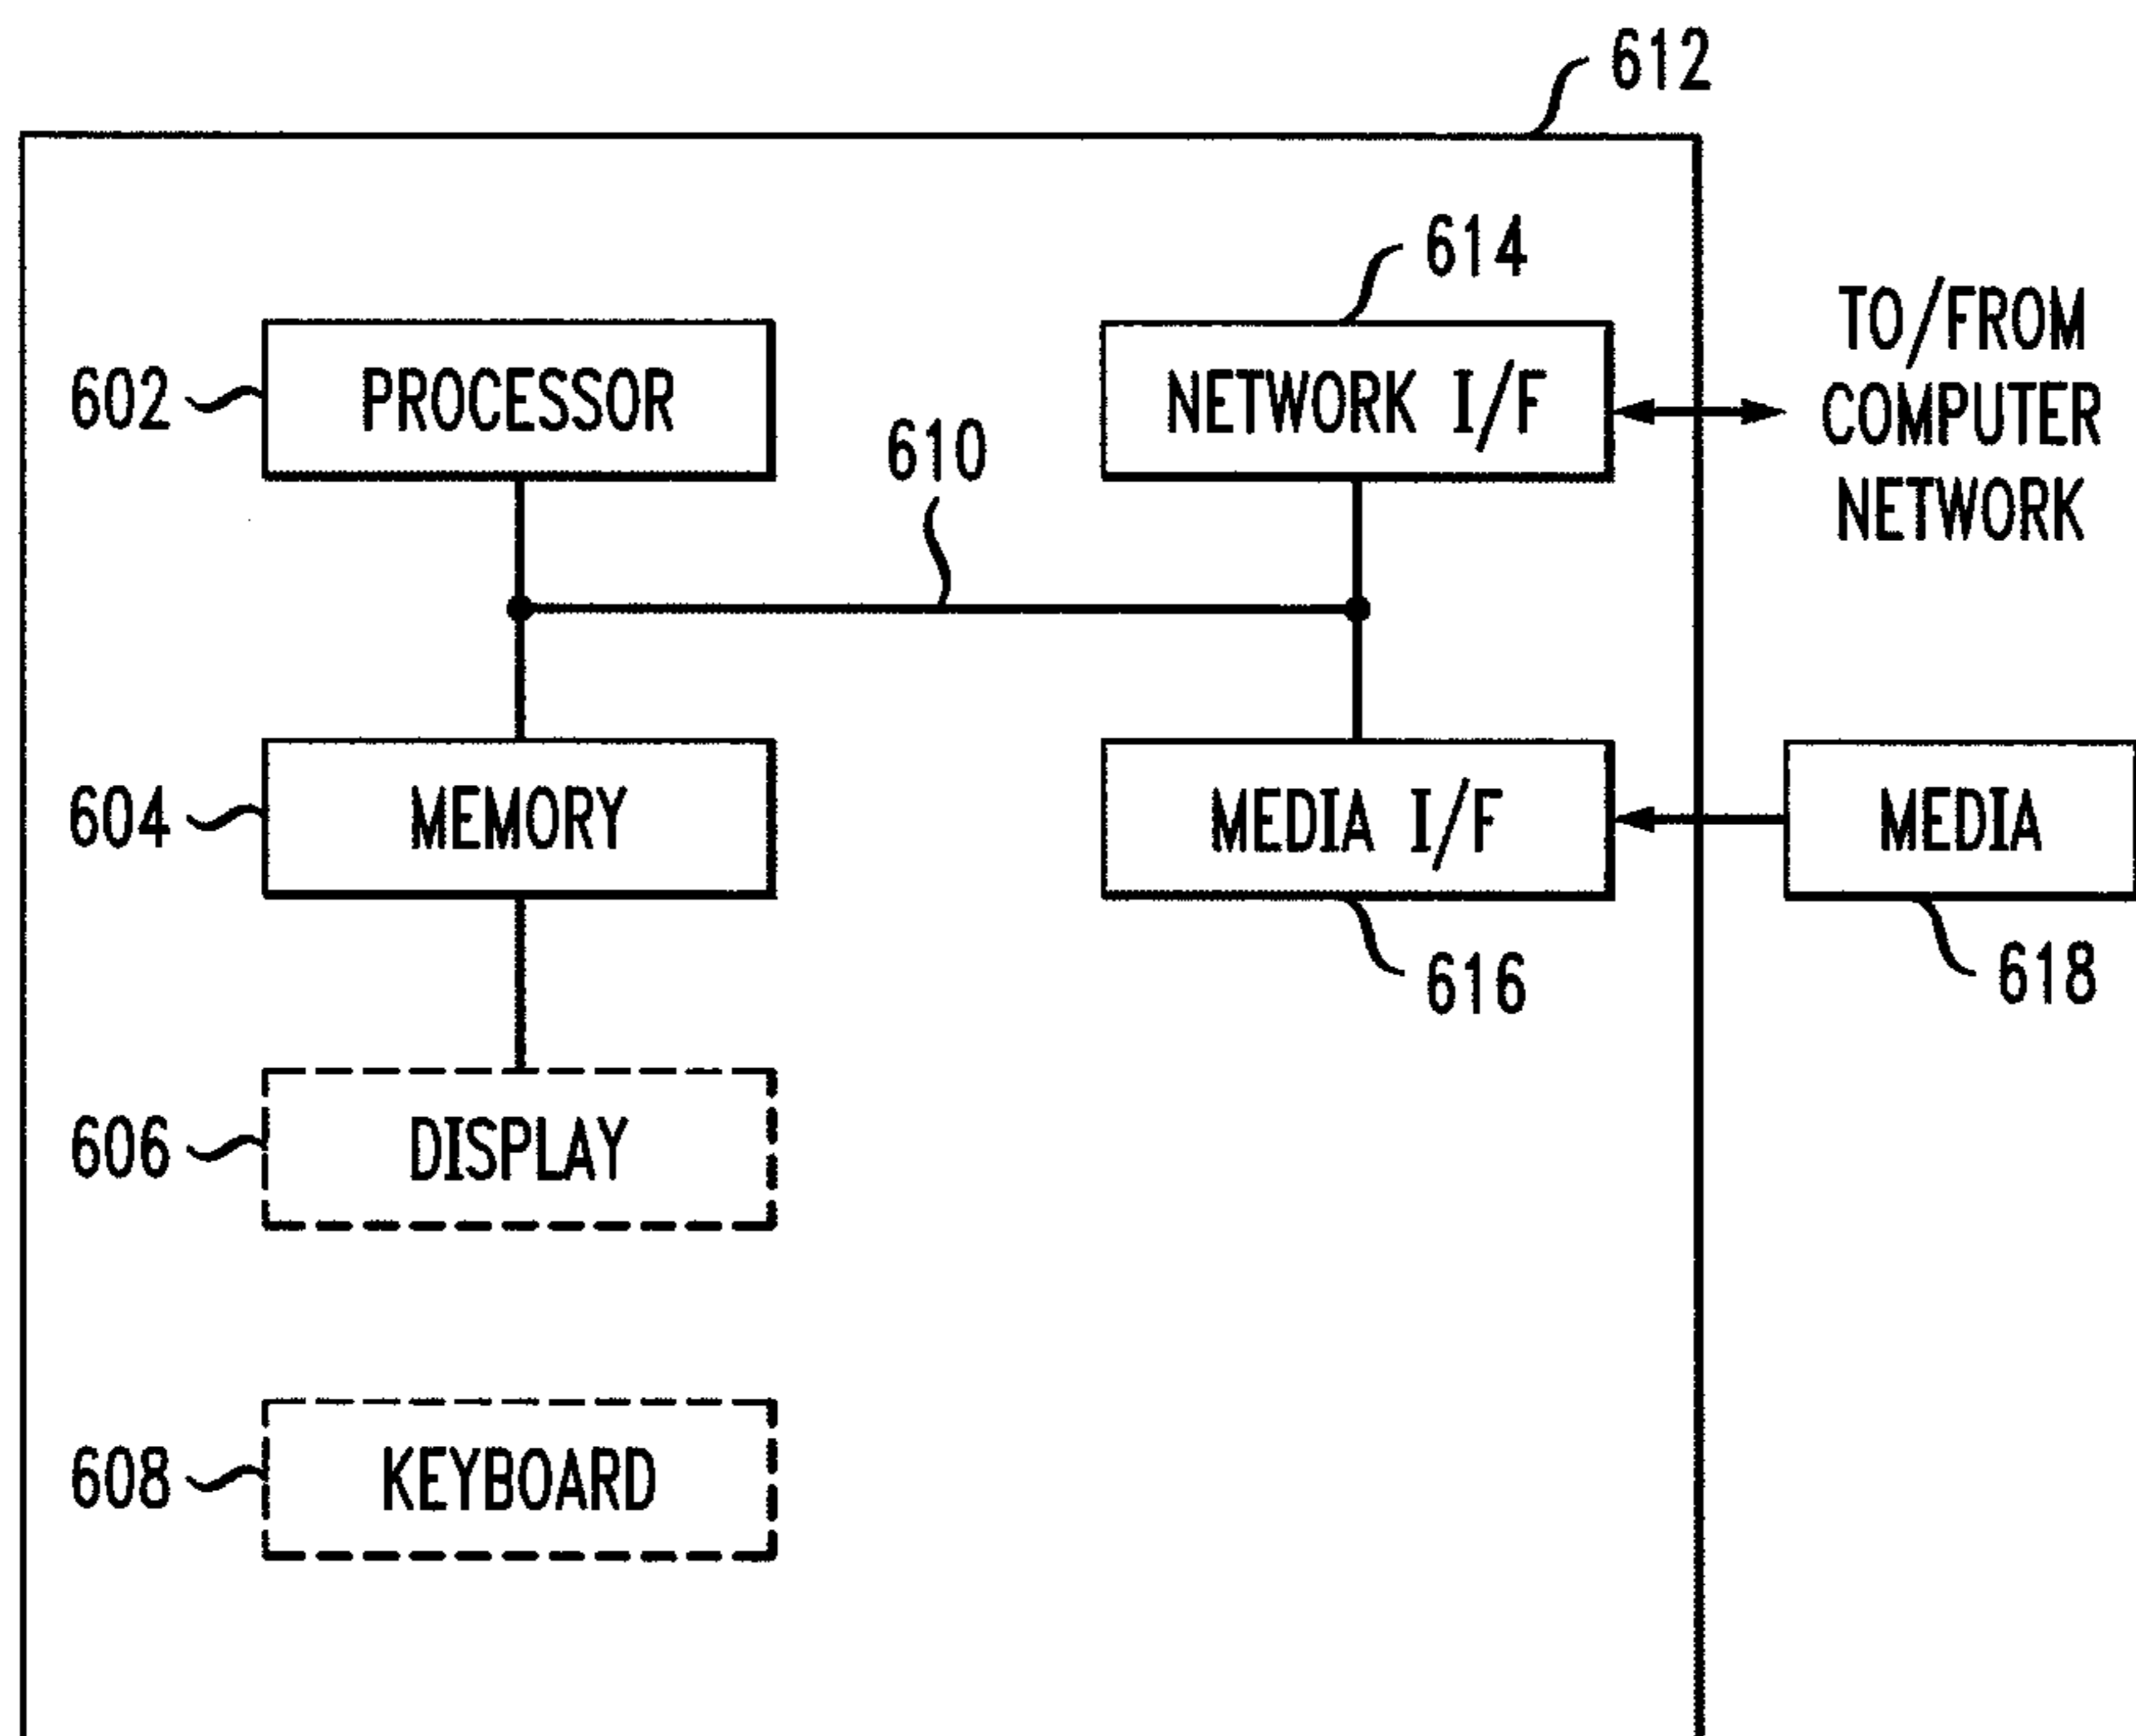 612
614
TO/FROM
COMPUTER
NETWORK
602
PROCESSOR
NETWORK I/F
610
604
MEMORY
MEDIA I/F
MEDIA
616
618
606
DISPLAY
608
KEYBOARD